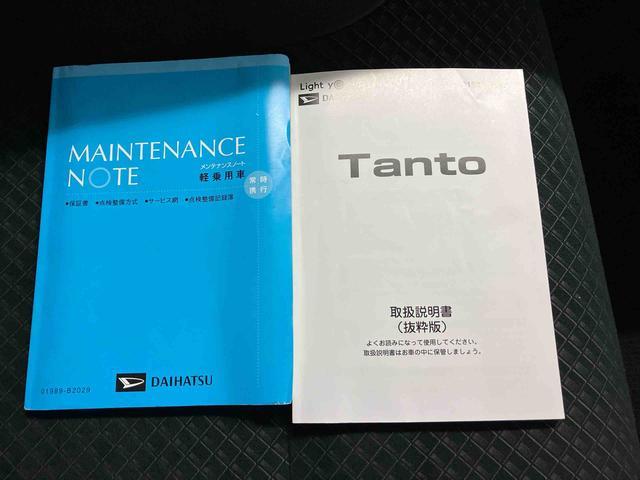 MAINTENANCE
NOTE
メンテナンスノート
軽乗用車
常時
携行
•保証書 •点検整備方式 •サービス網 •点検整備記録簿
DAIHATSU
01999-B2029
Light y
Tanto
取扱説明書
（抜粋版）
よくお読みになって使用してください。
取扱説明書はお車の中に保管しましょう。